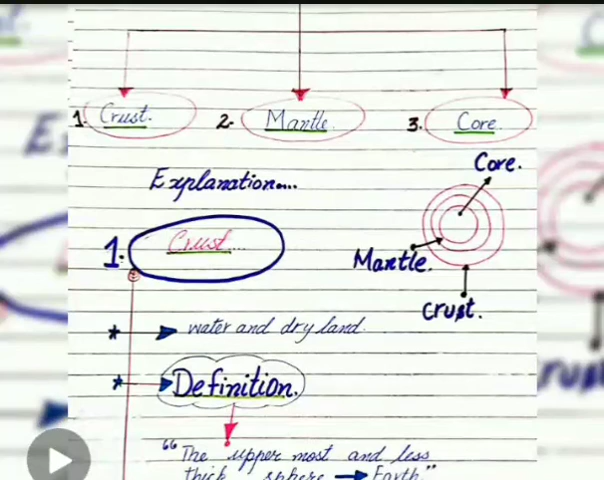 1. Crust.
2. Mantle.
3. Core.
Explanation....
Core.
Mantle.
Crust.
1. Crust....
* water and dry land.
* Definition.
"The upper most and less
thick sphere → Earth."